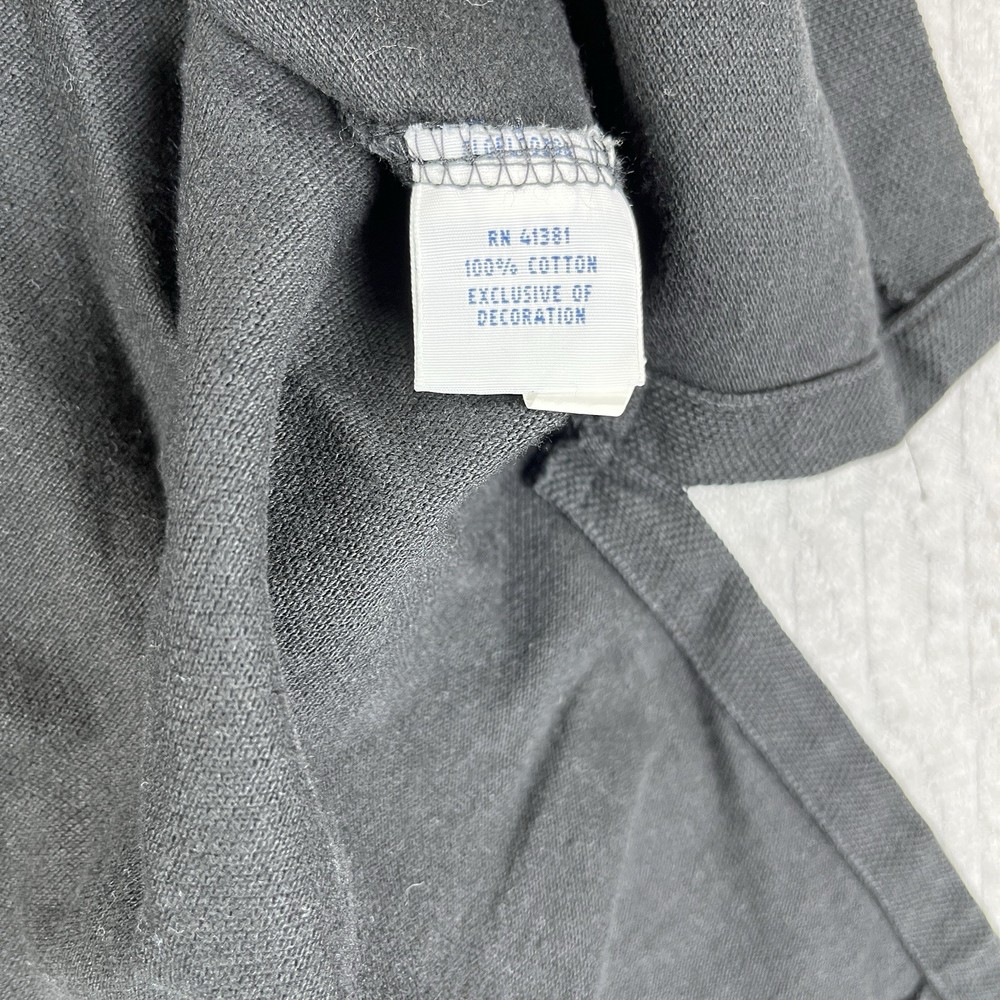 RN 41381
100% COTTON
EXCLUSIVE OF
DECORATION